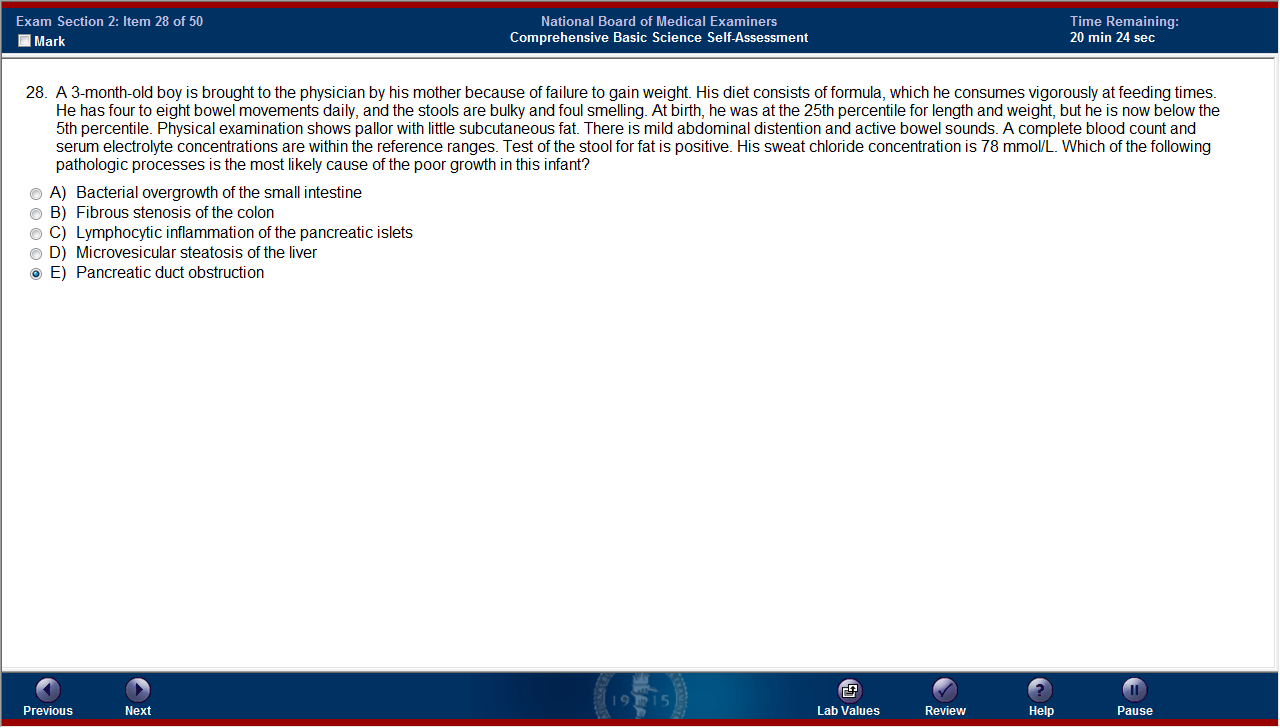 Exam Section 2: Item 28 of 50
National Board of Medical Examiners
Time Remaining:
Mark
Comprehensive Basic Science Self-Assessment
20 min 24 sec
28. A 3-month-old boy is brought to the physician by his mother because of failure to gain weight. His diet consists of formula, which he consumes vigorously at feeding times.
He has four to eight bowel movements daily, and the stools are bulky and foul smelling. At birth, he was at the 25th percentile for length and weight, but he is now below the
5th percentile. Physical examination shows pallor with little subcutaneous fat. There is mild abdominal distention and active bowel sounds. A complete blood count and
serum electrolyte concentrations are within the reference ranges. Test of the stool for fat is positive. His sweat chloride concentration is 78 mmol/L. Which of the following
pathologic processes is the most likely cause of the poor growth in this infant?
A) Bacterial overgrowth of the small intestine
B) Fibrous stenosis of the colon
C) Lymphocytic inflammation of the pancreatic islets
D) Microvesicular steatosis of the liver
E) Pancreatic duct obstruction
19 15
Previous
Next
Lab Values
Review
Help
Pause